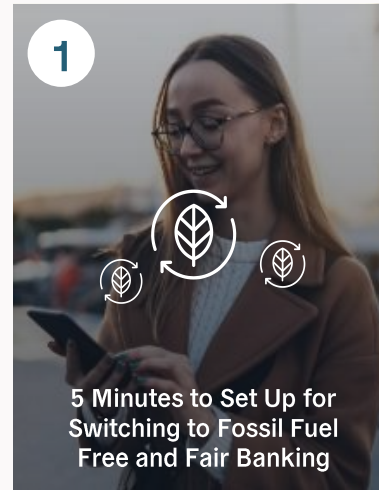 1
5 Minutes to Set Up for
Switching to Fossil Fuel
Free and Fair Banking